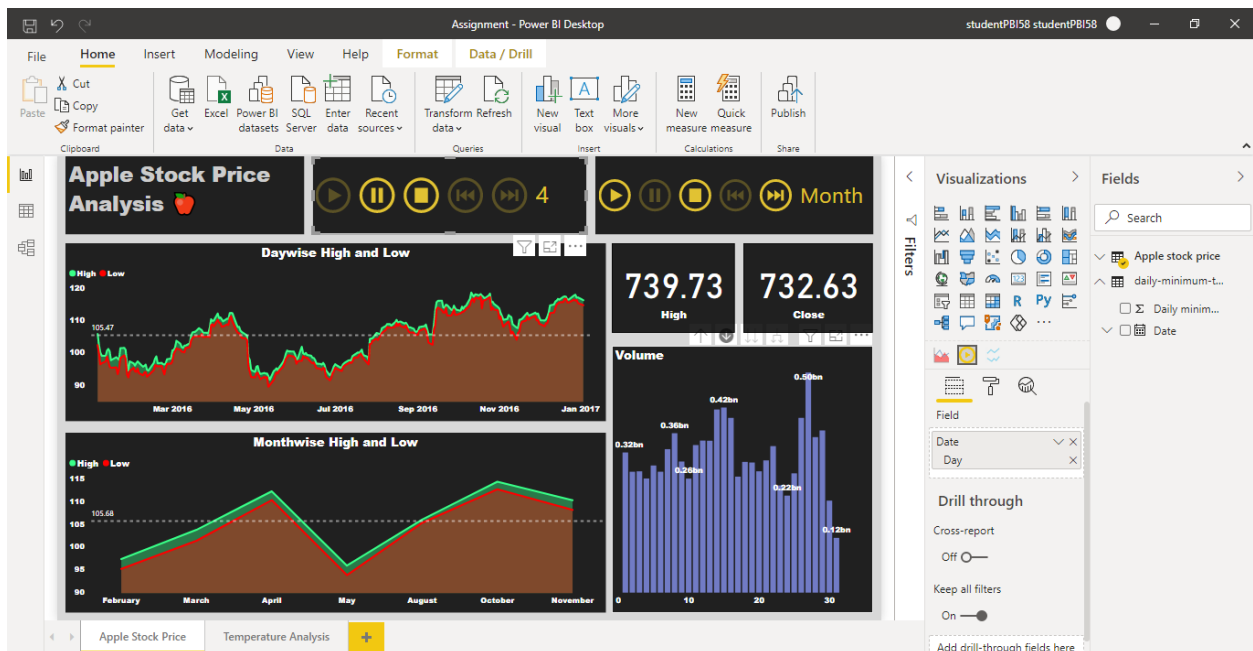 Assignment - Power BI Desktop
studentPBI58 studentPBI58
File
Home
Insert
Modeling
View
Help
Format
Data / Drill
Paste
Cut
Copy
Format painter
Clipboard
Get data
Excel
Power BI datasets
SQL Server
Enter data
Recent sources
Data
Transform data
Refresh
Queries
New visual
Text box
More visuals
Insert
New measure
Quick measure
Calculations
Publish
Share
Apple Stock Price
Analysis
4
Month
Daywise High and Low
High Low
120
110
105.47
100
90
Mar 2016 May 2016 Jul 2016 Sep 2016 Nov 2016 Jan 2017
739.73
High
732.63
Close
Monthwise High and Low
High Low
115
110
105.68
105
100
95
90
February March April May August October November
Volume
0.50bn
0.42bn
0.36bn
0.32bn
0.26bn
0.22bn
0.12bn
0 10 20 30
Filters
Visualizations
123
R
Py
Field
Date
Day
Drill through
Cross-report
Off
Keep all filters
On
Add drill-through fields here
Fields
Search
Apple stock price
daily-minimum-t...
Σ Daily minim...
Date
Apple Stock Price
Temperature Analysis
+